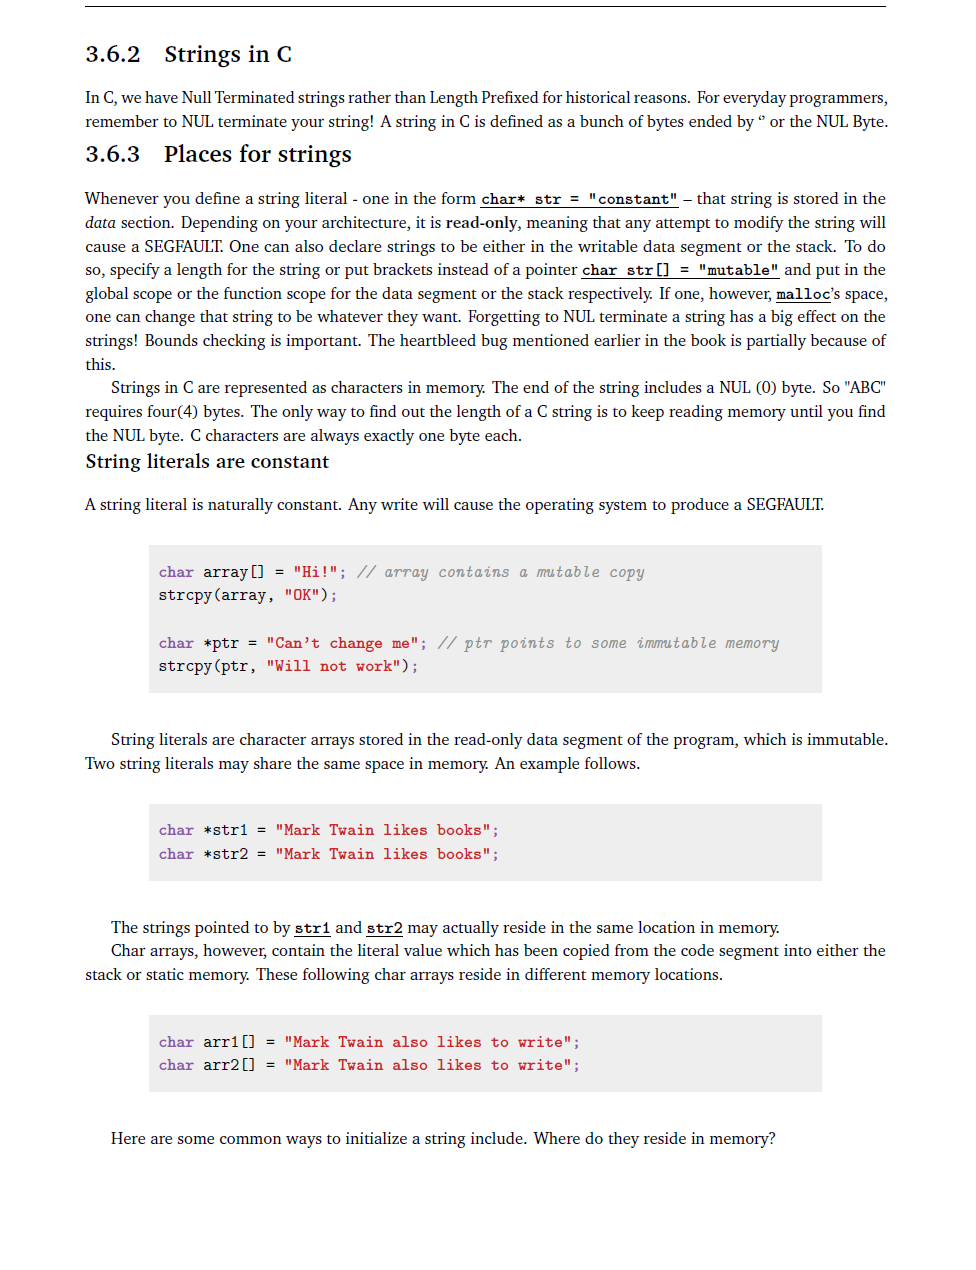 3.6.2 Strings in C
In C, we have Null Terminated strings rather than Length Prefixed for historical reasons. For everyday programmers,
remember to NUL terminate your string! A string in C is defined as a bunch of bytes ended by ‘’ or the NUL Byte.
3.6.3 Places for strings
Whenever you define a string literal - one in the form char* str = "constant" – that string is stored in the
data section. Depending on your architecture, it is read-only, meaning that any attempt to modify the string will
cause a SEGFAULT. One can also declare strings to be either in the writable data segment or the stack. To do
so, specify a length for the string or put brackets instead of a pointer char str[] = "mutable" and put in the
global scope or the function scope for the data segment or the stack respectively. If one, however, malloc’s space,
one can change that string to be whatever they want. Forgetting to NUL terminate a string has a big effect on the
strings! Bounds checking is important. The heartbleed bug mentioned earlier in the book is partially because of
this.
Strings in C are represented as characters in memory. The end of the string includes a NUL (0) byte. So "ABC"
requires four(4) bytes. The only way to find out the length of a C string is to keep reading memory until you find
the NUL byte. C characters are always exactly one byte each.
String literals are constant
A string literal is naturally constant. Any write will cause the operating system to produce a SEGFAULT.
char array[] = "Hi!"; // array contains a mutable copy
strcpy(array, "OK");
char *ptr = "Can’t change me"; // ptr points to some immutable memory
strcpy(ptr, "Will not work");
String literals are character arrays stored in the read-only data segment of the program, which is immutable.
Two string literals may share the same space in memory. An example follows.
char *str1 = "Mark Twain likes books";
char *str2 = "Mark Twain likes books";
The strings pointed to by str1 and str2 may actually reside in the same location in memory.
Char arrays, however, contain the literal value which has been copied from the code segment into either the
stack or static memory. These following char arrays reside in different memory locations.
char arr1[] = "Mark Twain also likes to write";
char arr2[] = "Mark Twain also likes to write";
Here are some common ways to initialize a string include. Where do they reside in memory?